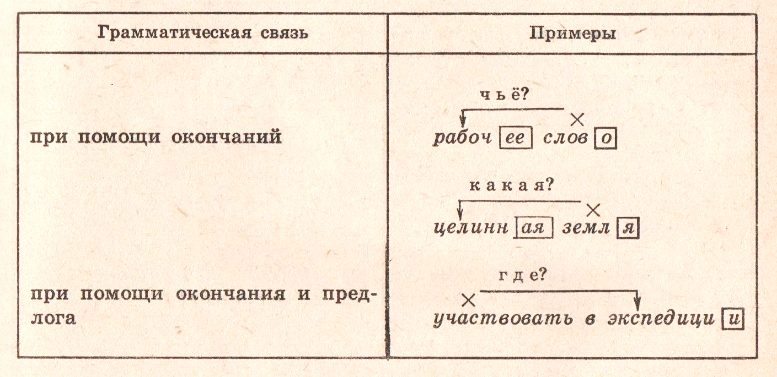 Грамматическая связь
Примеры
при помощи окончаний
чьё?
рабочее слово
какая?
целинная земля
при помощи окончания и пред-
лога
где?
участвовать в экспедиции